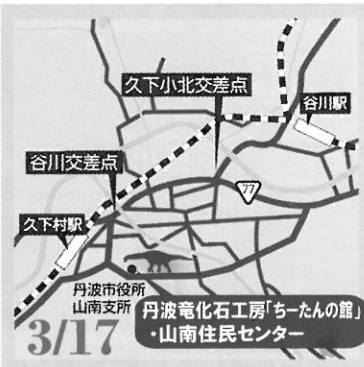 久下小北交差点
谷川駅
谷川交差点
77
久下村駅
丹波市役所
山南支所
丹波竜化石工房「ちーたんの館」
・山南住民センター
3/17